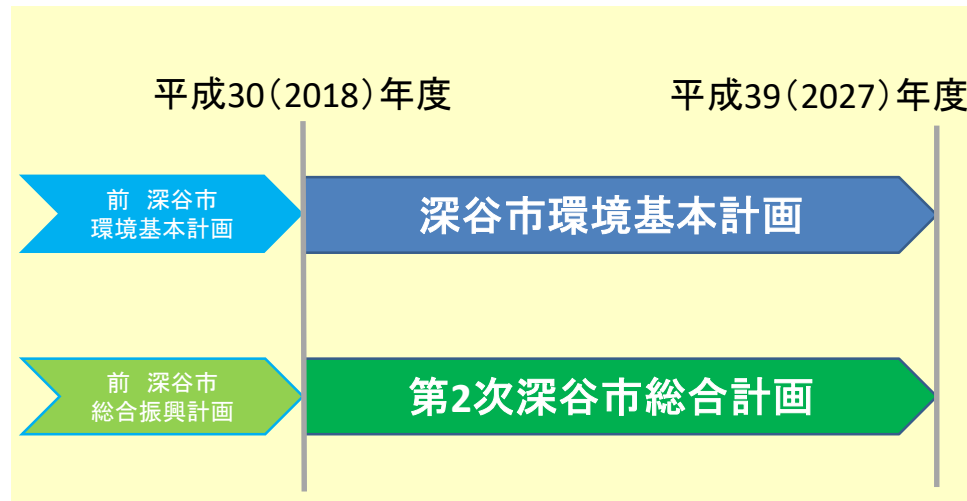 平成30(2018)年度
平成39(2027)年度
前 深谷市
環境基本計画
深谷市環境基本計画
前 深谷市
総合振興計画
第2次深谷市総合計画